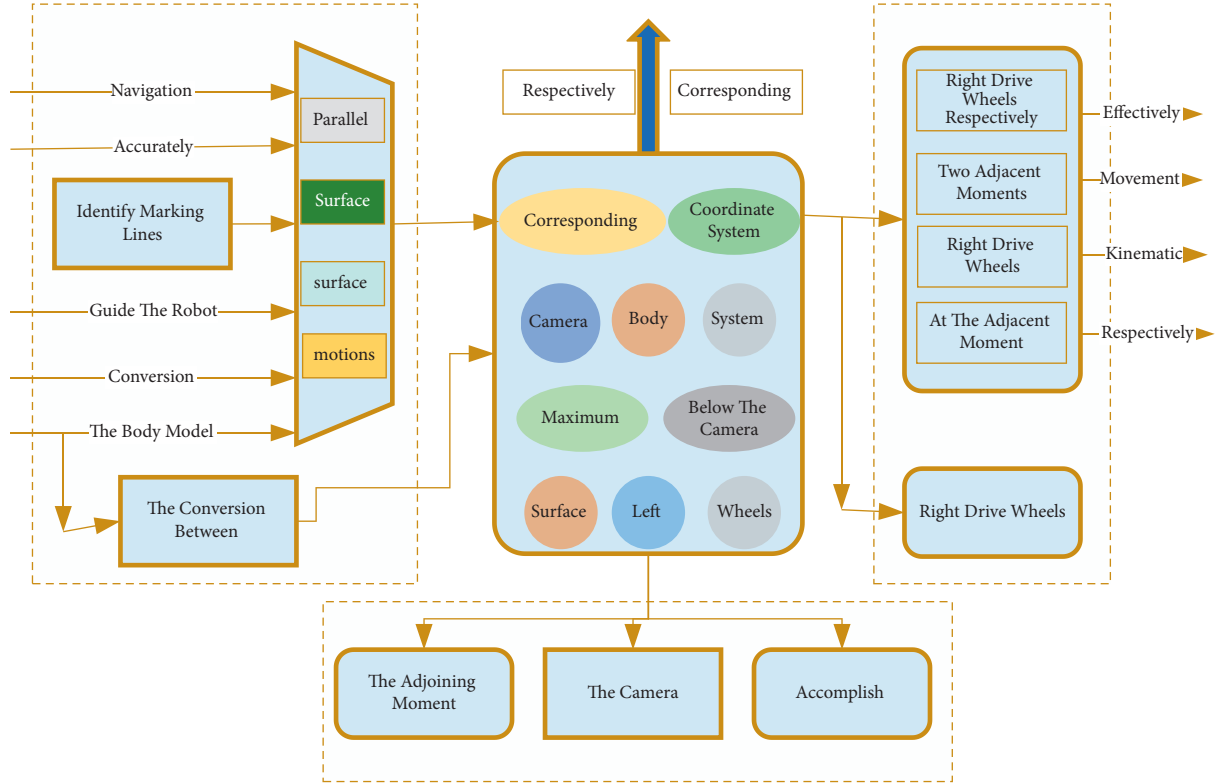 Navigation
Accurately
Identify Marking
Lines
Guide The Robot
Conversion
The Body Model
The Conversion
Between
Parallel
Surface
surface
motions
Respectively
Corresponding
Corresponding
Coordinate
System
Camera
Body
System
Maximum
Below The
Camera
Surface
Left
Wheels
Right Drive
Wheels
Respectively
Two Adjacent
Moments
Right Drive
Wheels
At The Adjacent
Moment
Effectively
Movement
Kinematic
Respectively
Right Drive Wheels
The Adjoining
Moment
The Camera
Accomplish